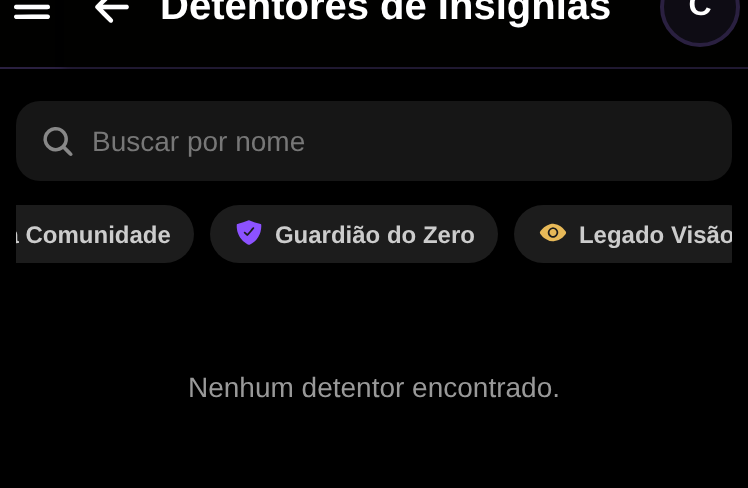 Detentores de Insígnias
C
Buscar por nome
Comunidade
Guardião do Zero
Legado Visão
Nenhum detentor encontrado.